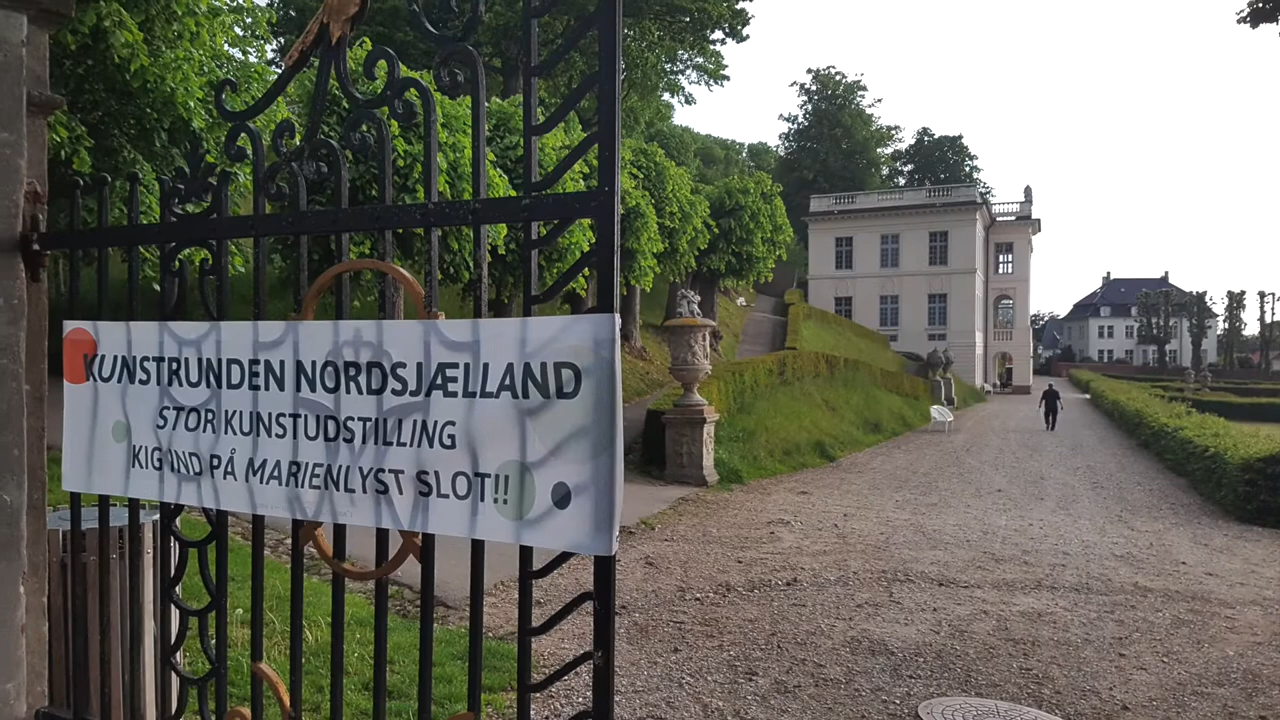 KUNSTRUNDEN NORDSJÆLLAND
STOR KUNSTUDSTILLING
KIG IND PÅ MARIENLYST SLOT!!